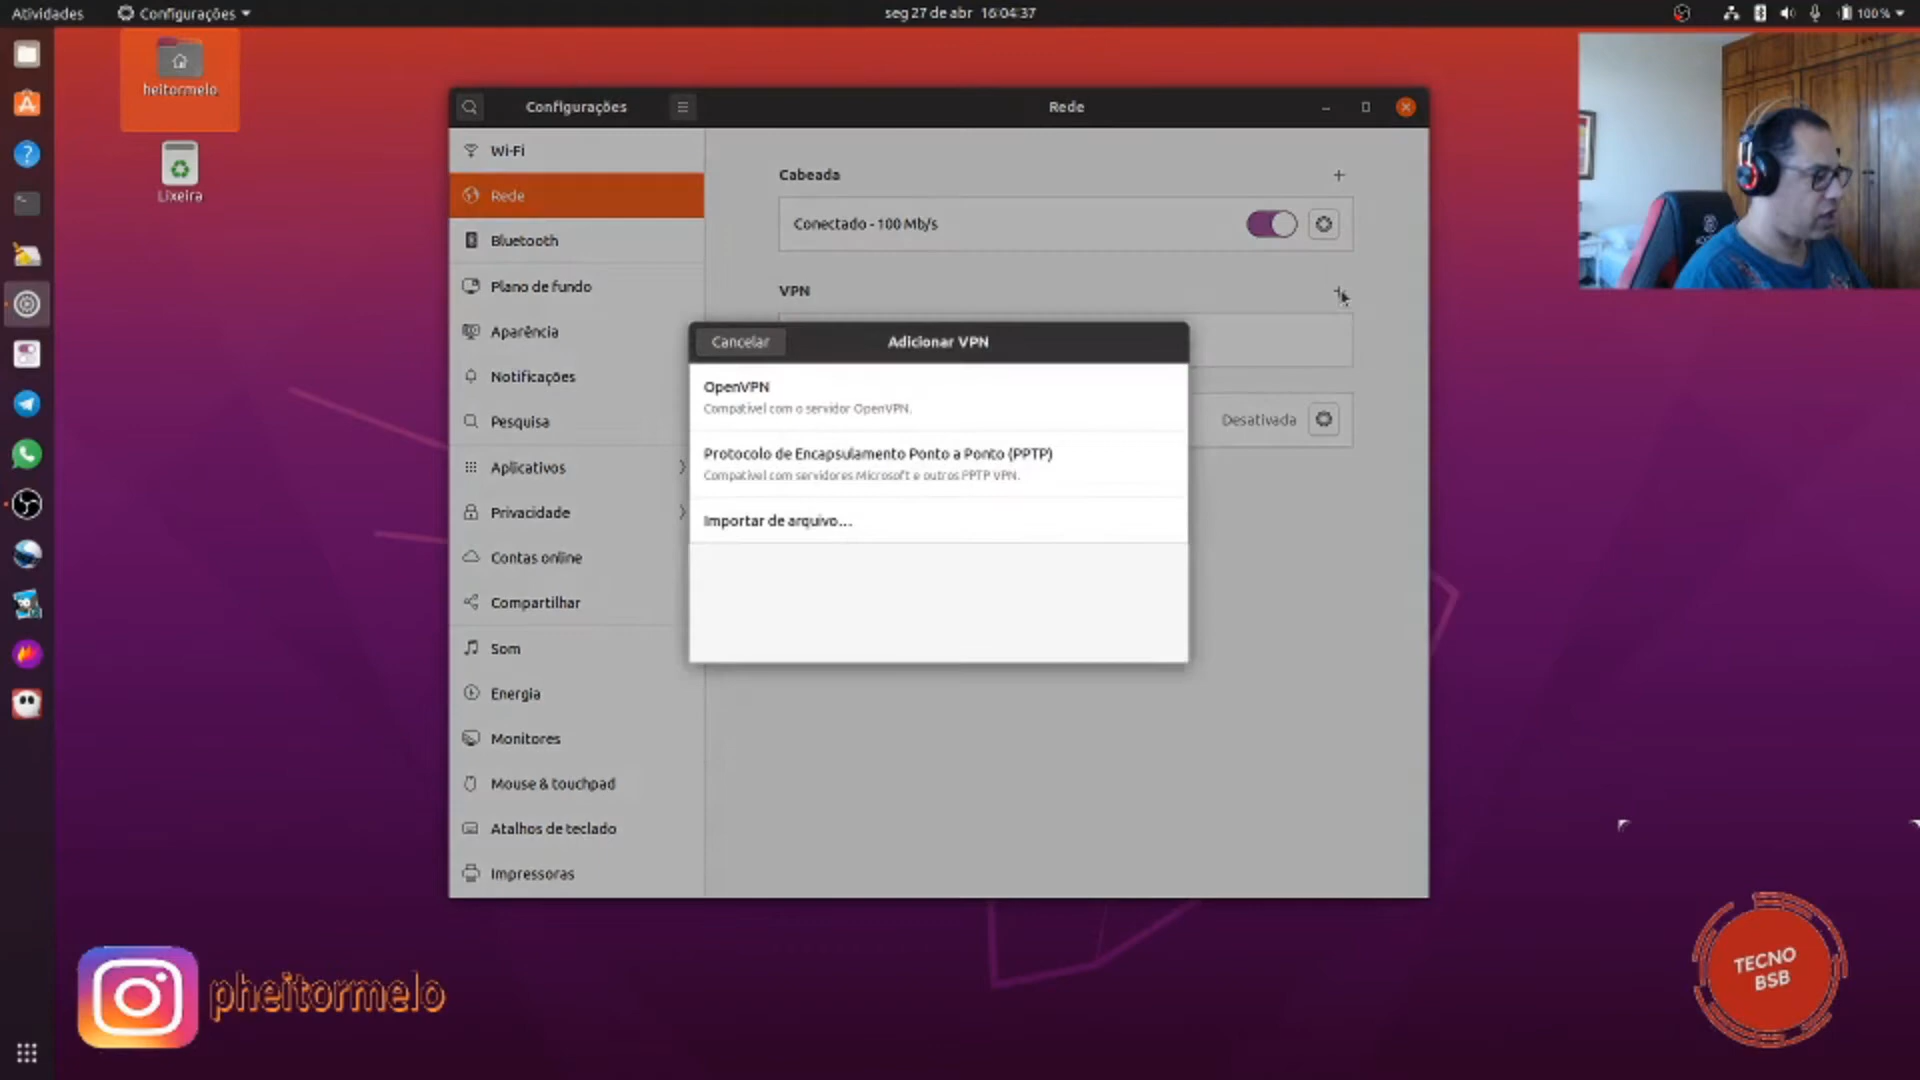 Atividades
Configurações
seg 27 de abr 16:04:37
100%
heitormelo
Lixeira
Configurações
Rede
Wi-Fi
Rede
Bluetooth
Plano de fundo
Aparência
Notificações
Pesquisa
Aplicativos
Privacidade
Contas online
Compartilhar
Som
Energia
Monitores
Mouse & touchpad
Atalhos de teclado
Impressoras
Cabeada
Conectado - 100 Mb/s
VPN
Desativada
Cancelar
Adicionar VPN
OpenVPN
Compatível com o servidor OpenVPN.
Protocolo de Encapsulamento Ponto a Ponto (PPTP)
Compatível com servidores Microsoft e outros PPTP VPN.
Importar de arquivo...
pheitormelo
TECNO
BSB